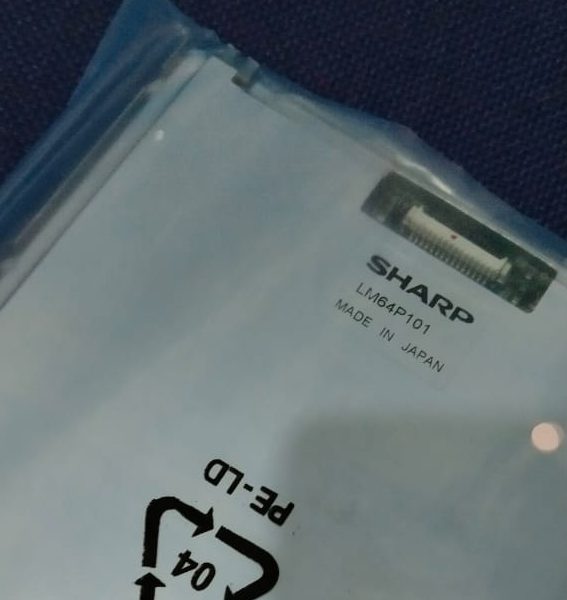 SHARP
LM64P101
MADE IN JAPAN
PE-LD
04